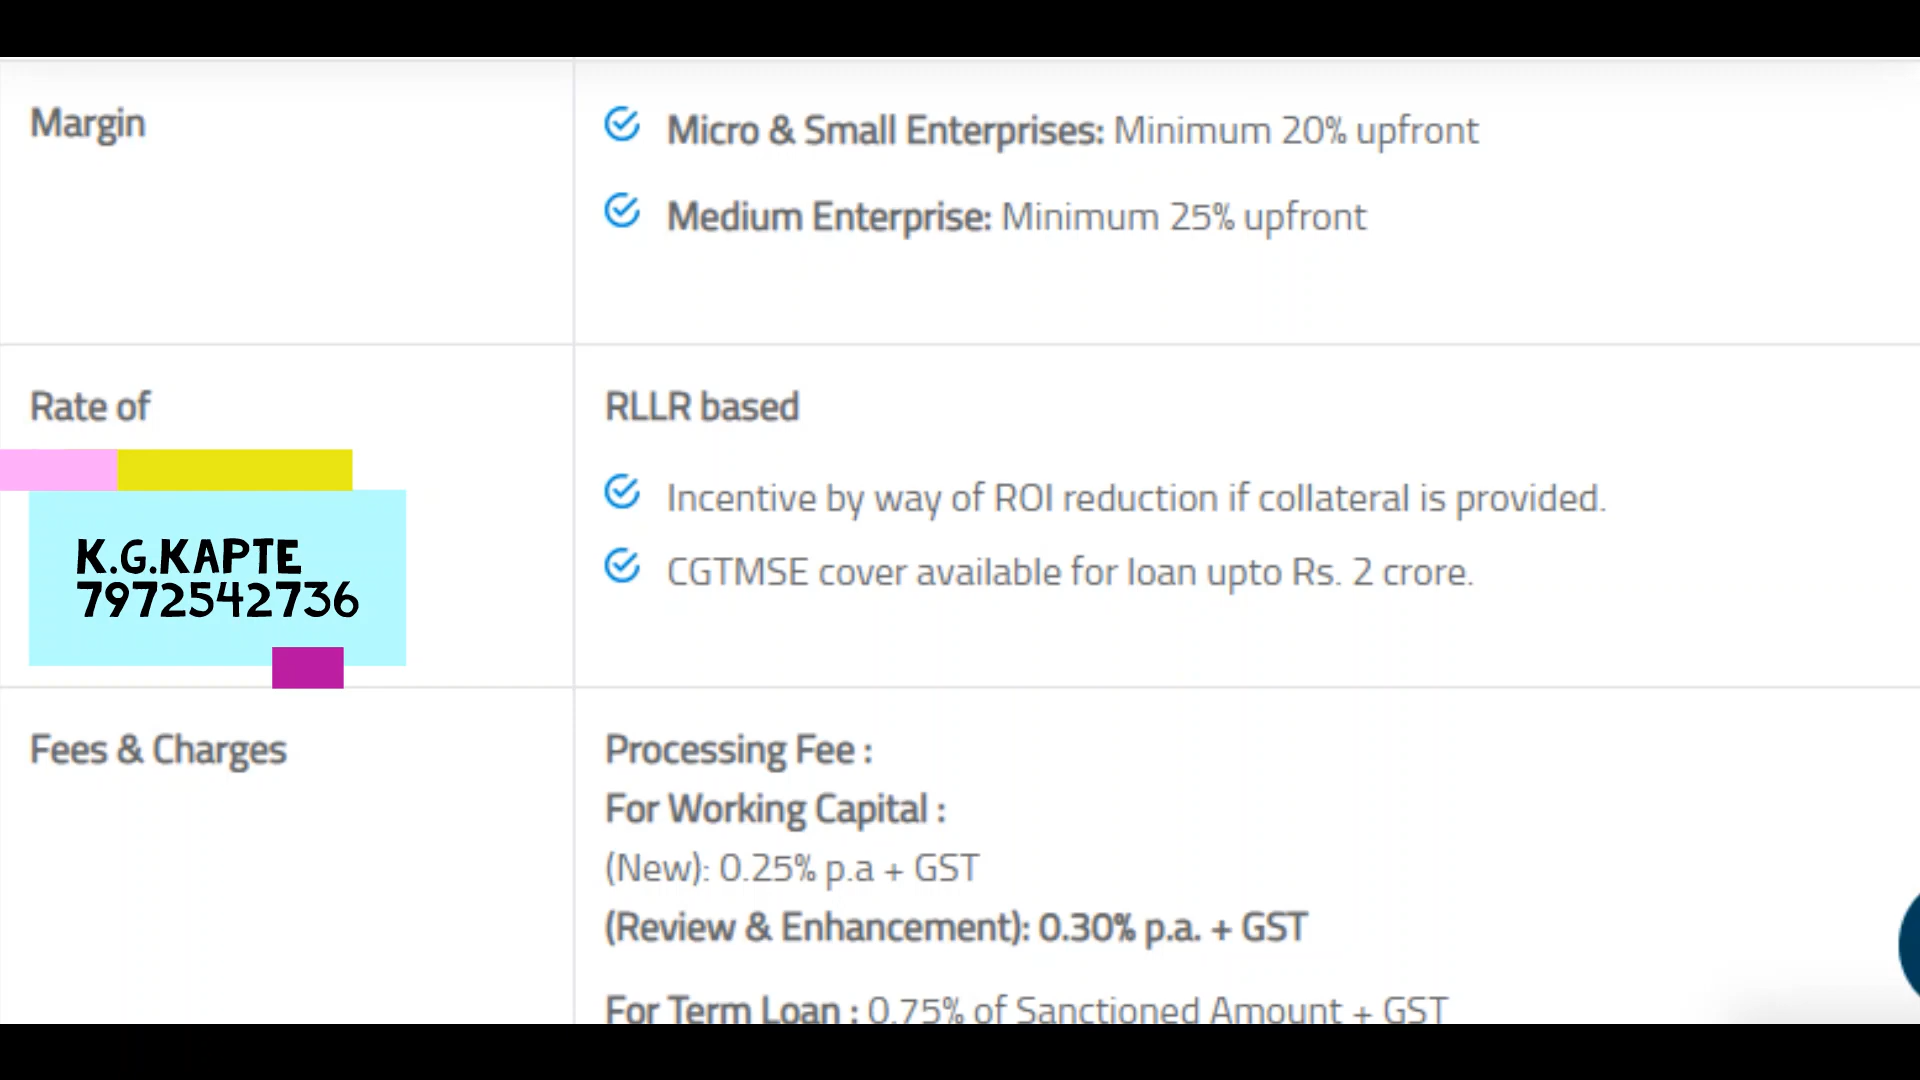 Margin
Micro & Small Enterprises: Minimum 20% upfront
Medium Enterprise: Minimum 25% upfront
Rate of
RLLR based
Incentive by way of ROI reduction if collateral is provided.
CGTMSE cover available for loan upto Rs. 2 crore.
K.G.KAPTE
7972542736
Fees & Charges
Processing Fee :
For Working Capital :
(New): 0.25% p.a + GST
(Review & Enhancement): 0.30% p.a. + GST
For Term Loan : 0.75% of Sanctioned Amount + GST